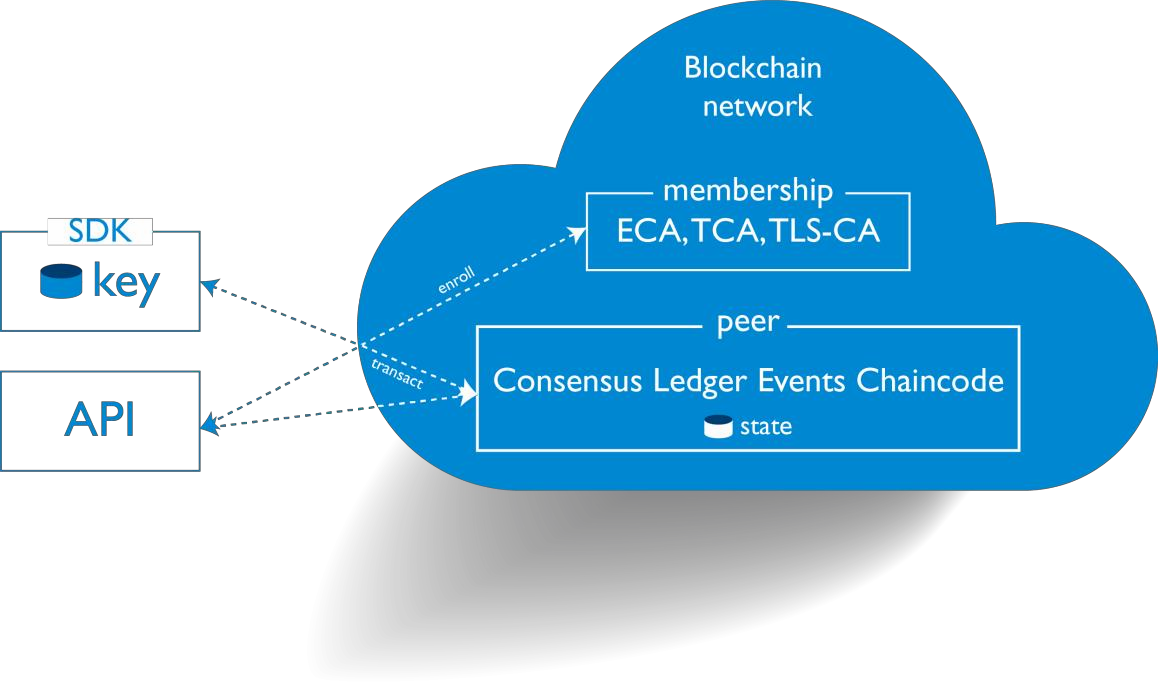 Blockchain
network
membership
ECA, TCA, TLS-CA
SDK
key
enroll
peer
transact
Consensus Ledger Events Chaincode
API
state